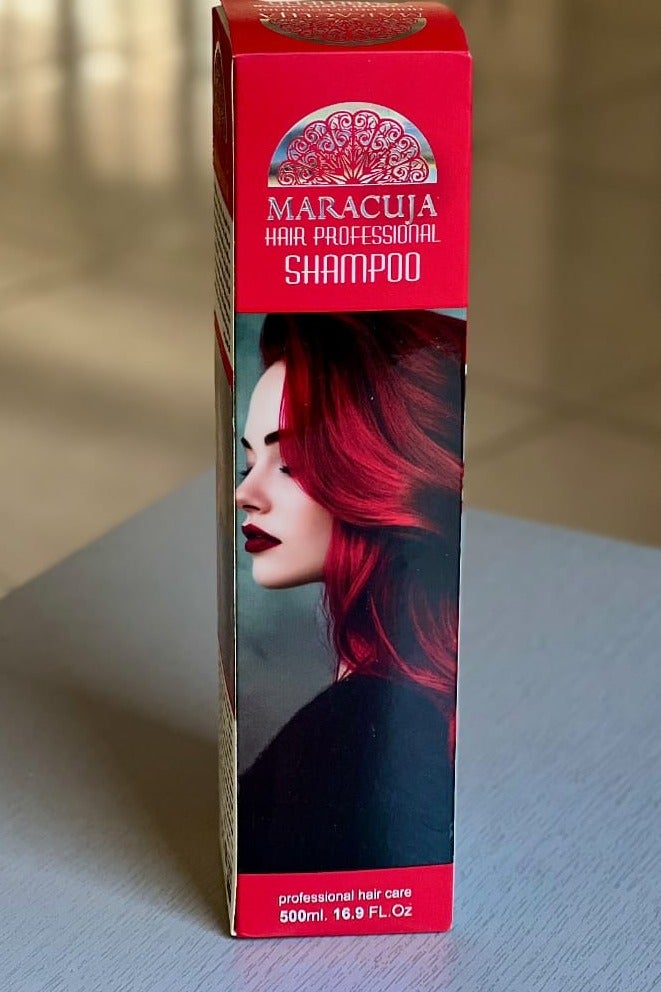 MARACUJA
HAIR PROFESSIONAL
SHAMPOO
professional hair care
500ml. 16.9 FL.Oz